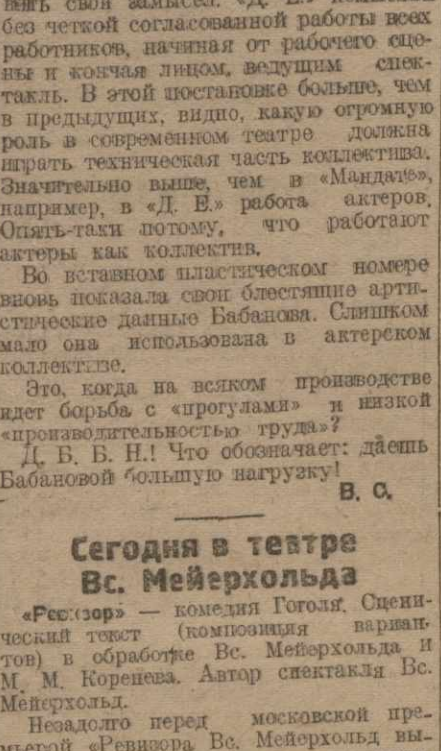 свой замысел. «Д. Е.»
без четкой согласованной работы всех
работников, начиная от рабочего сце-
ны и кончая лицом, ведущим спек-
такль. В этой постановке больше, чем
в предыдущих, видно, какую огромную
роль в современном театре должна
играть техническая часть коллектива.
Значительно выше, чем в «Мандате»,
например, в «Д. Е.» работа актеров.
Опять-таки потому, что работают
актеры как коллектив.
Во вставном пластическом номере
вновь показала свои блестящие арти-
стические данные Бабанова. Слишком
мало она использована в актерском
коллективе.
Это, когда на всяком производстве
идет борьба с «прогулами» и низкой
«производительностью труда»?
Д. Б. Б. Н.! Что обозначает: даешь
Бабановой большую нагрузку!
В. С.
Сегодня в театре
Вс. Мейерхольда
«Ревизор» — комедия Гоголя. Сцени-
ческий текст (композиция вариан-
тов) в обработке Вс. Мейерхольда и
М. М. Коренева. Автор спектакля Вс.
Мейерхольд.
Незадолго перед московской пре-
мьерой «Ревизора Вс. Мейерхольд вы-